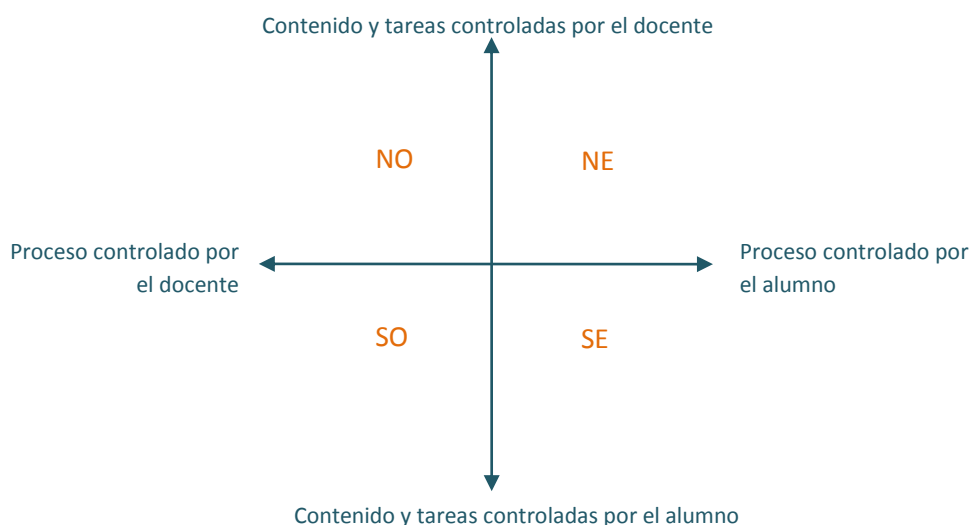 Contenido y tareas controladas por el docente
NO
NE
Proceso controlado por
el docente
Proceso controlado por
el alumno
SO
SE
Contenido y tareas controladas por el alumno